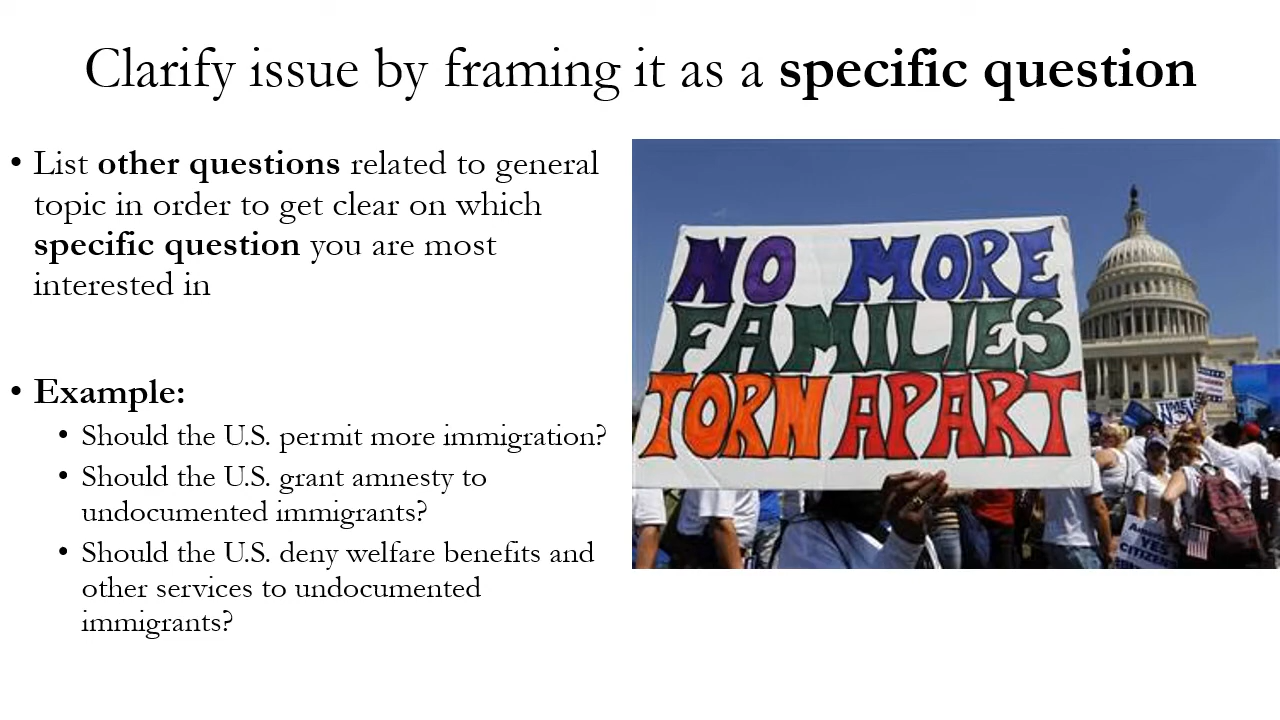 Clarify issue by framing it as a specific question
• List other questions related to general
topic in order to get clear on which
specific question you are most
interested in
• Example:
• Should the U.S. permit more immigration?
• Should the U.S. grant amnesty to
undocumented immigrants?
• Should the U.S. deny welfare benefits and
other services to undocumented
immigrants?
NO MORE
FAMILIES
TORN APART
TIME IS
NOW
YES